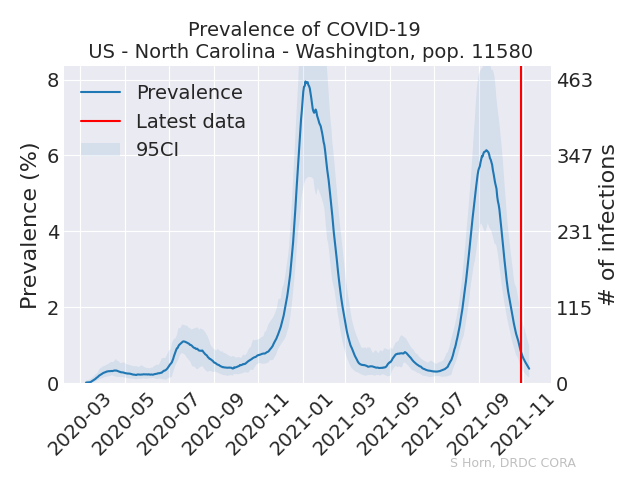 Prevalence of COVID-19
US - North Carolina - Washington, pop. 11580
Prevalence
Latest data
95CI
Prevalence (%)
8
6
4
2
0
463
347
231
115
0
# of infections
2020-03
2020-05
2020-07
2020-09
2020-11
2021-01
2021-03
2021-05
2021-07
2021-09
2021-11
S Horn, DRDC CORA